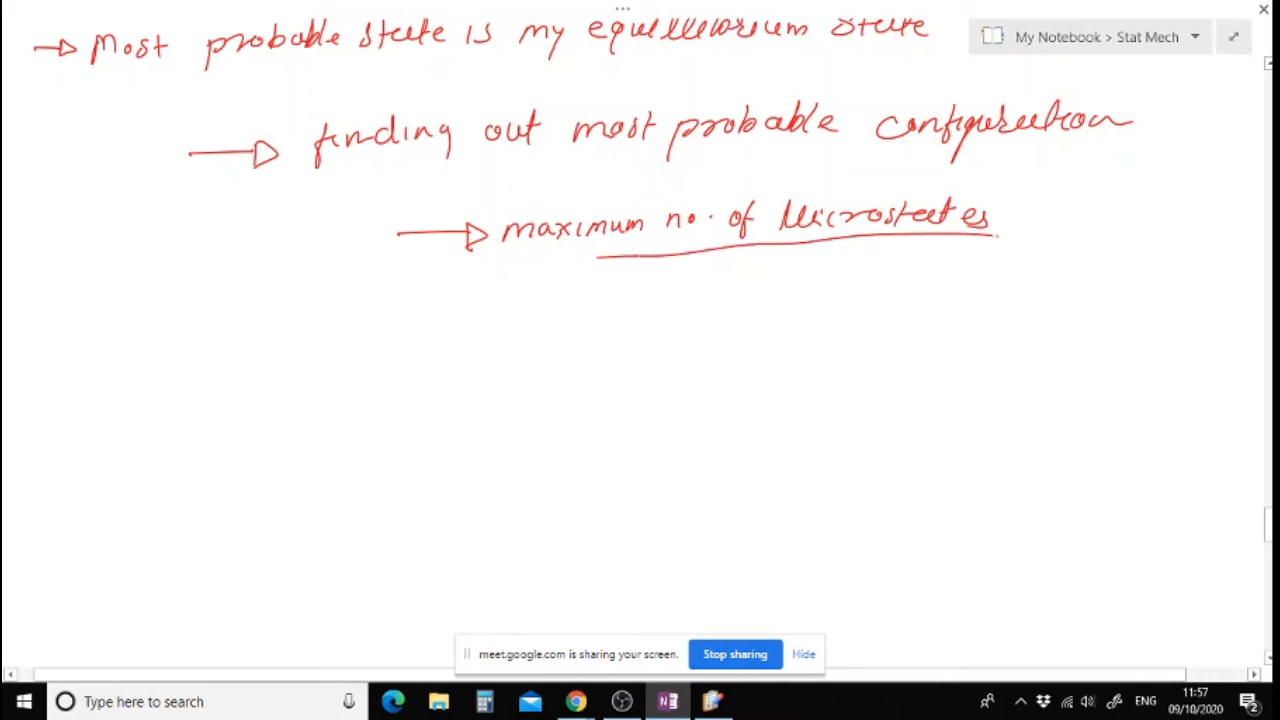 → Most probable state is my equillibrium state
My Notebook > Stat Mech
→ finding out most probable configuration
→ maximum no. of Microstates
meet.google.com is sharing your screen. Stop sharing Hide
Type here to search
ENG
11:57
09/10/2020
2